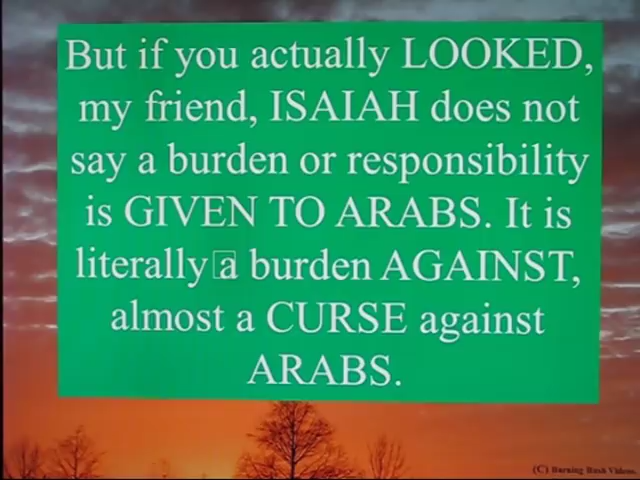 But if you actually LOOKED,
my friend, ISAIAH does not
say a burden or responsibility
is GIVEN TO ARABS. It is
literally a burden AGAINST,
almost a CURSE against
ARABS.
(C) Burning Bush Videos.